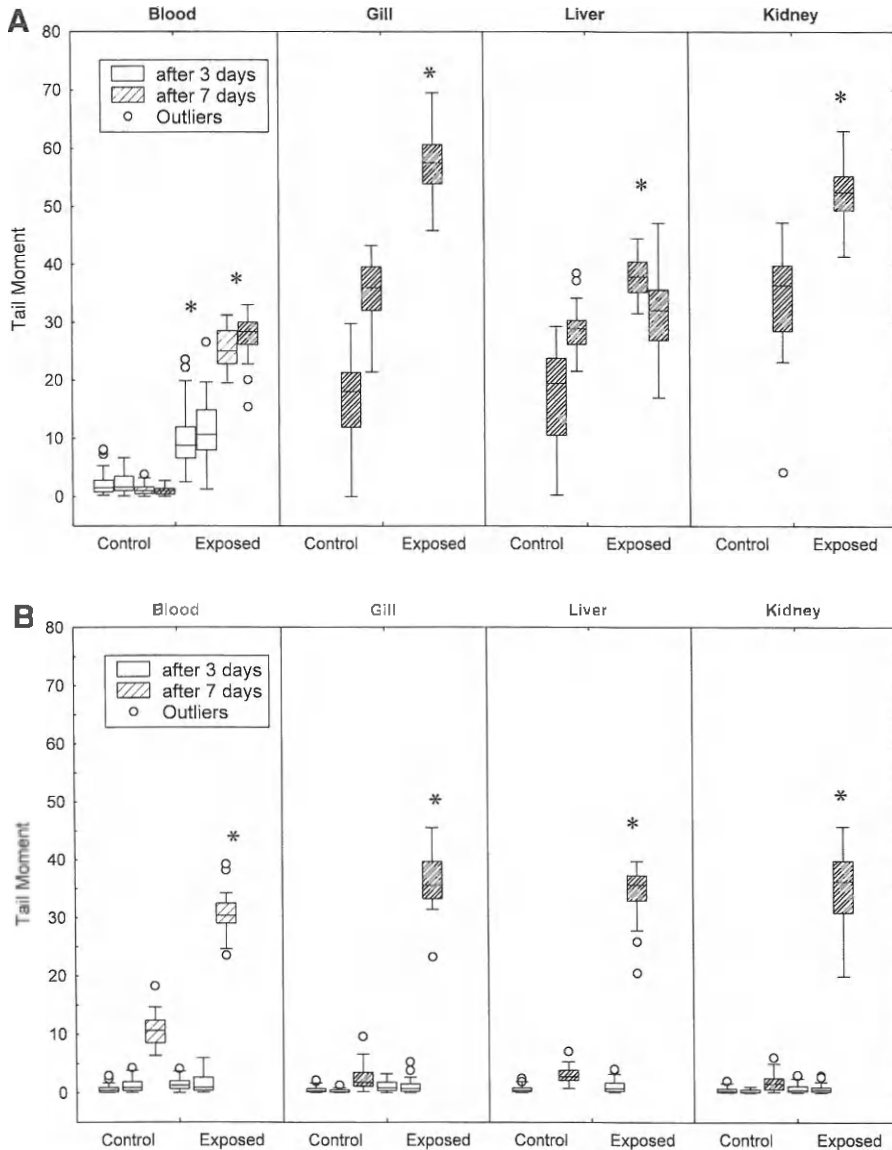 A
Blood Gill Liver Kidney
80
70
60
50
40
30
20
10
0
Tail Moment
after 3 days
after 7 days
Outliers
* * * * *
Control Exposed Control Exposed Control Exposed Control Exposed
B
Blood Gill Liver Kidney
80
70
60
50
40
30
20
10
0
Tail Moment
after 3 days
after 7 days
Outliers
* * * *
Control Exposed Control Exposed Control Exposed Control Exposed